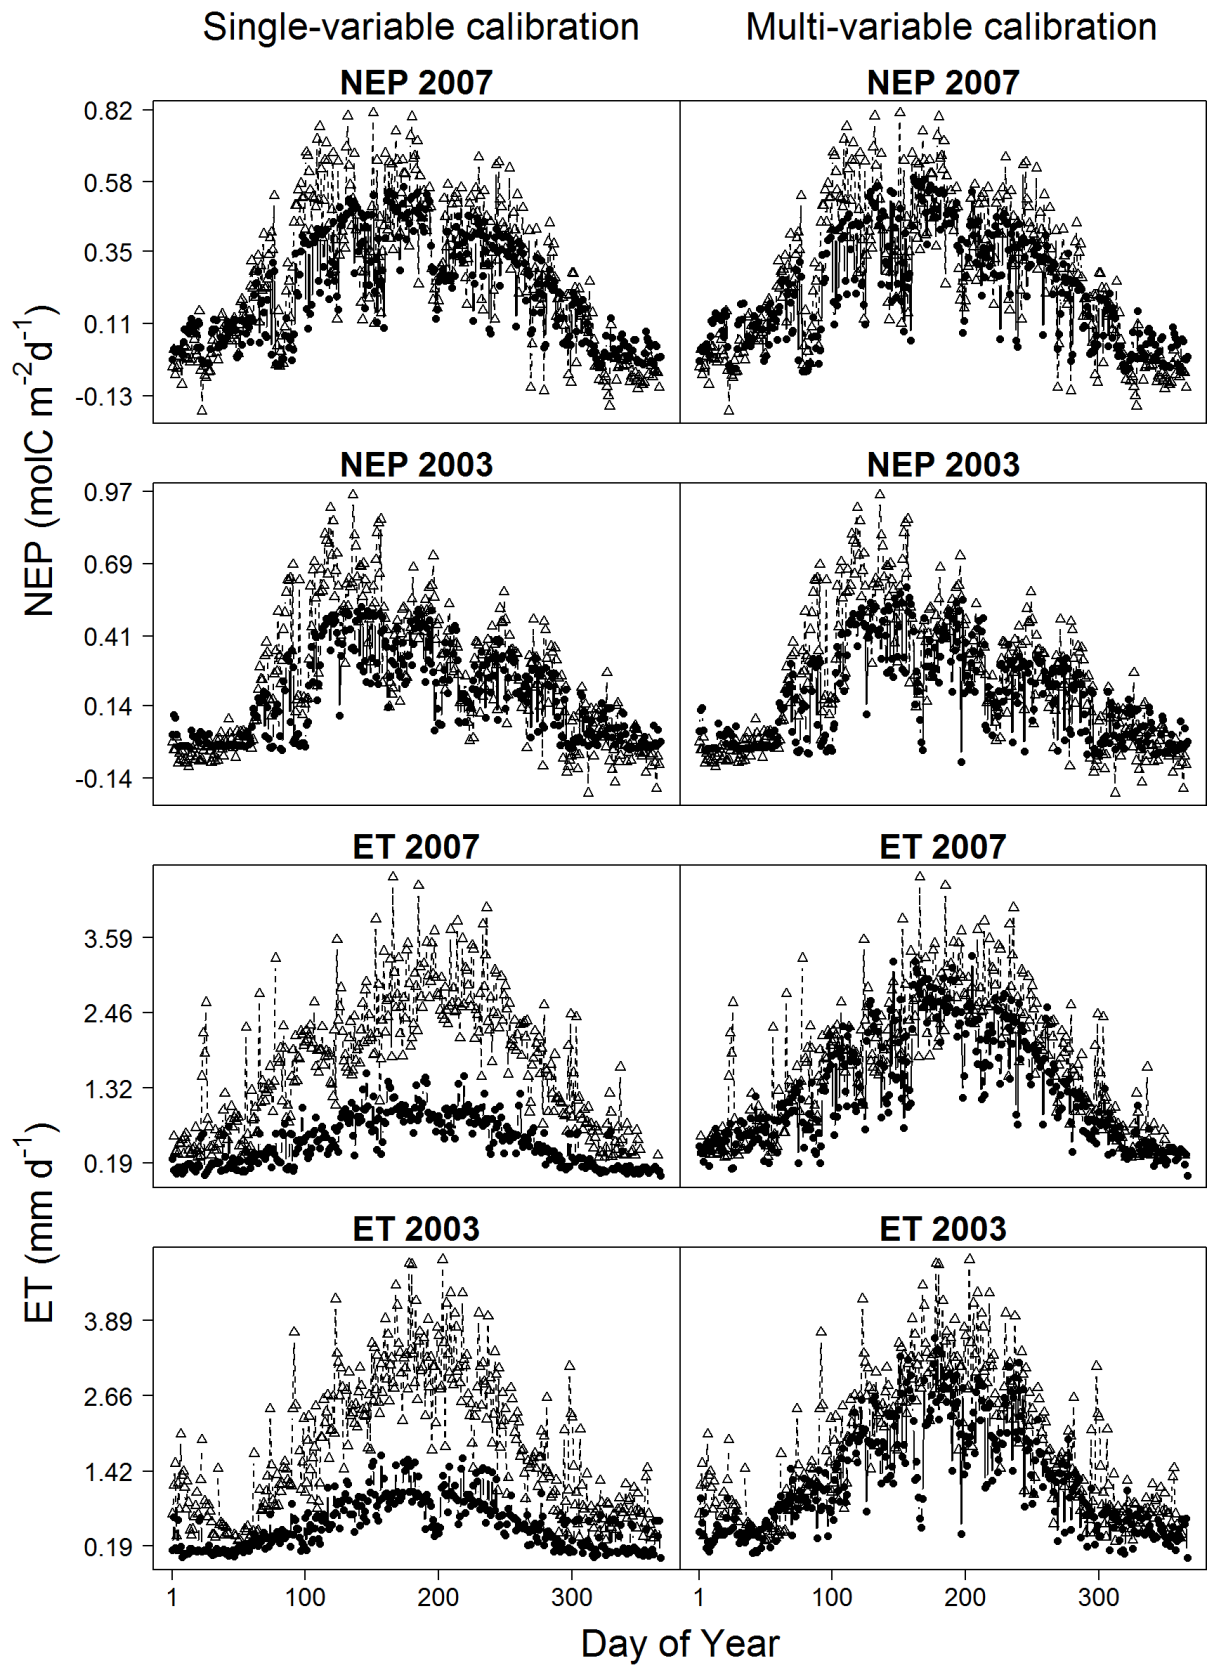 Single-variable calibration Multi-variable calibration
NEP 2007 NEP 2007
0.82
0.58
0.35
0.11
-0.13
NEP (molC m-2d-1)
NEP 2003 NEP 2003
0.97
0.69
0.41
0.14
-0.14
ET 2007 ET 2007
3.59
2.46
1.32
0.19
ET (mm d-1)
ET 2003 ET 2003
3.89
2.66
1.42
0.19
1 100 200 300 1 100 200 300
Day of Year